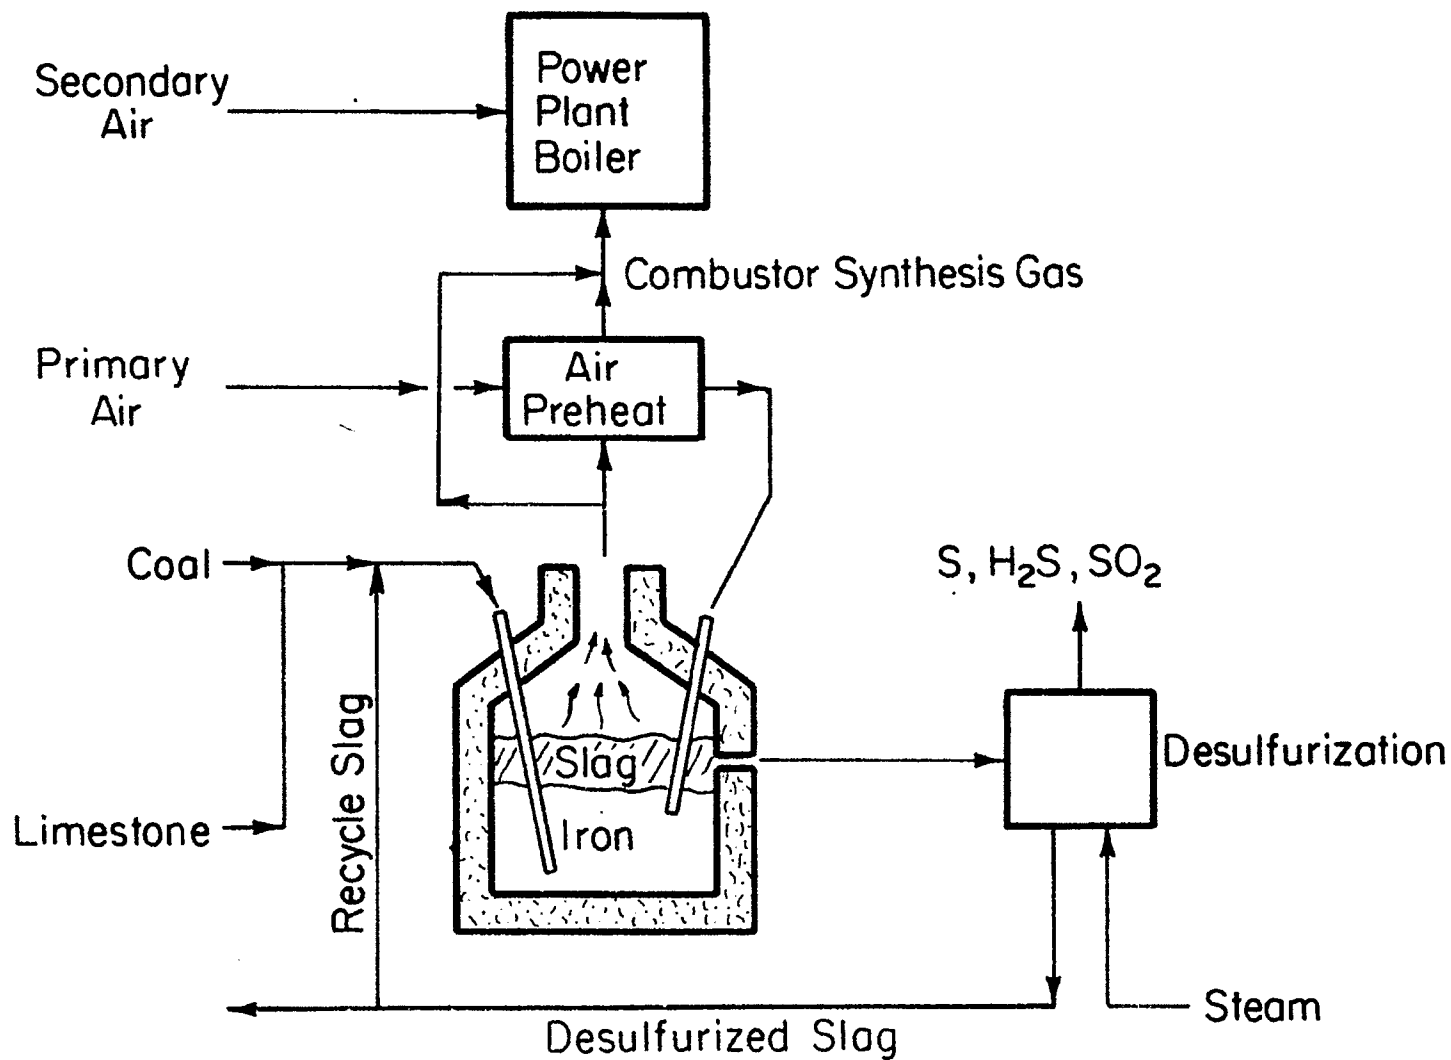 Secondary
Air
Power
Plant
Boiler
Combustor Synthesis Gas
Primary
Air
Air
Preheat
Coal
S, H₂S, SO₂
Recycle Slag
Slag
Desulfurization
Limestone
Iron
Steam
Desulfurized Slag